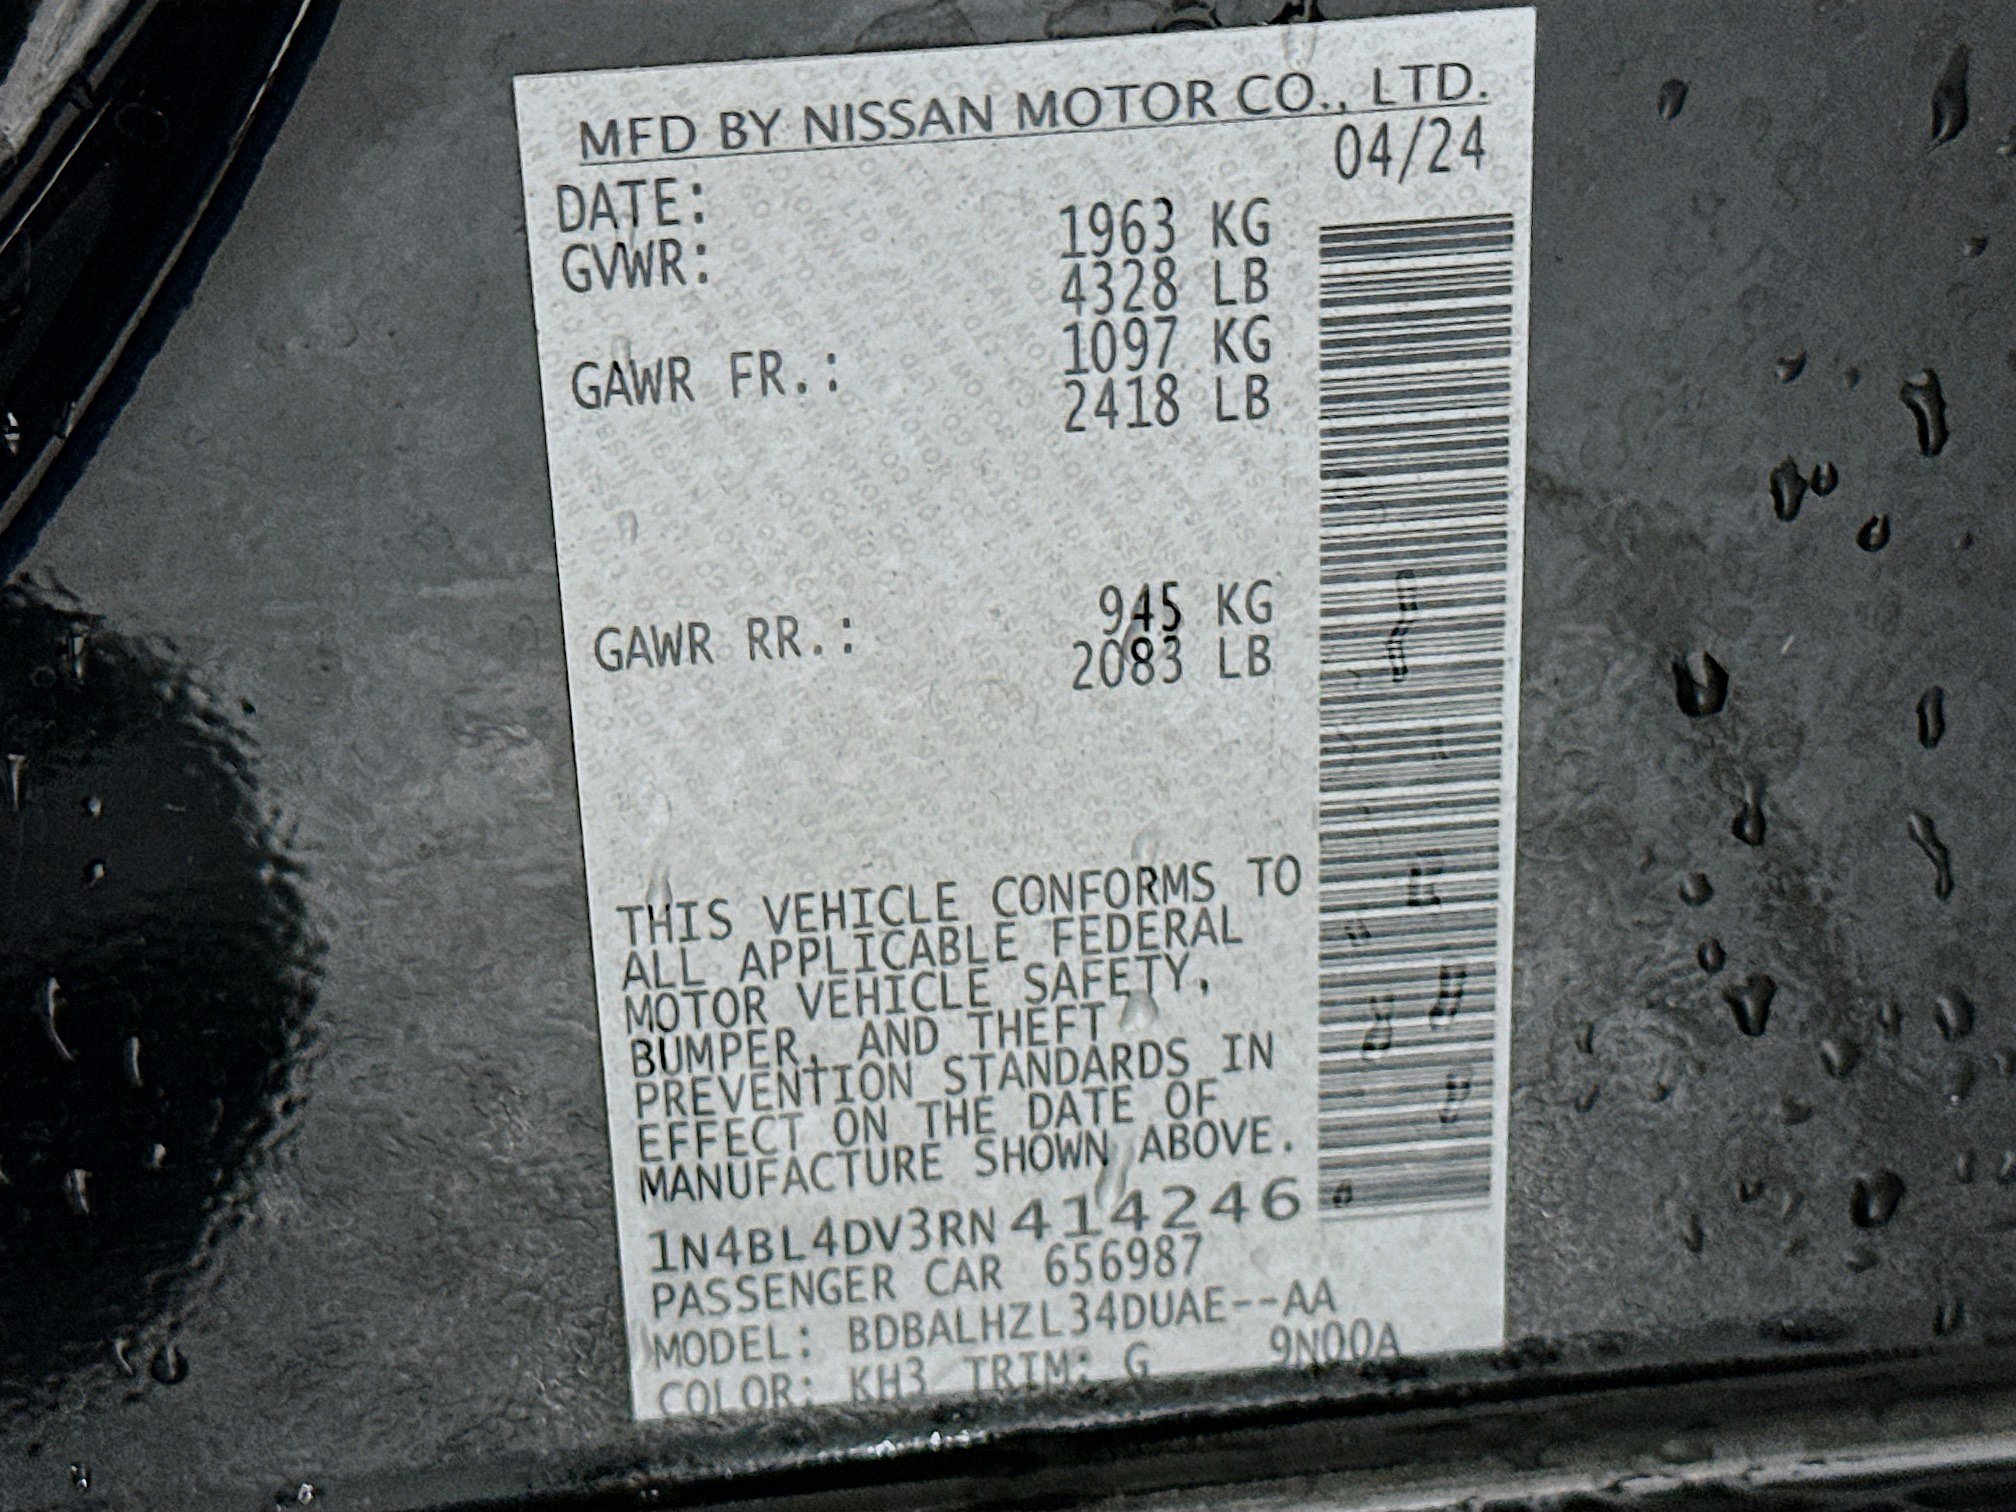 MFD BY NISSAN MOTOR CO., LTD.
DATE: 04/24
GVWR: 1963 KG
4328 LB
GAWR FR.: 1097 KG
2418 LB
GAWR RR.: 945 KG
2083 LB
THIS VEHICLE CONFORMS TO
ALL APPLICABLE FEDERAL
MOTOR VEHICLE SAFETY,
BUMPER, AND THEFT
PREVENTION STANDARDS IN
EFFECT ON THE DATE OF
MANUFACTURE SHOWN ABOVE.
1N4BL4DV3RN414246
PASSENGER CAR 656987
MODEL: BDBALHZL34DUAE--AA
COLOR: KH3 TRIM: G 9N00A